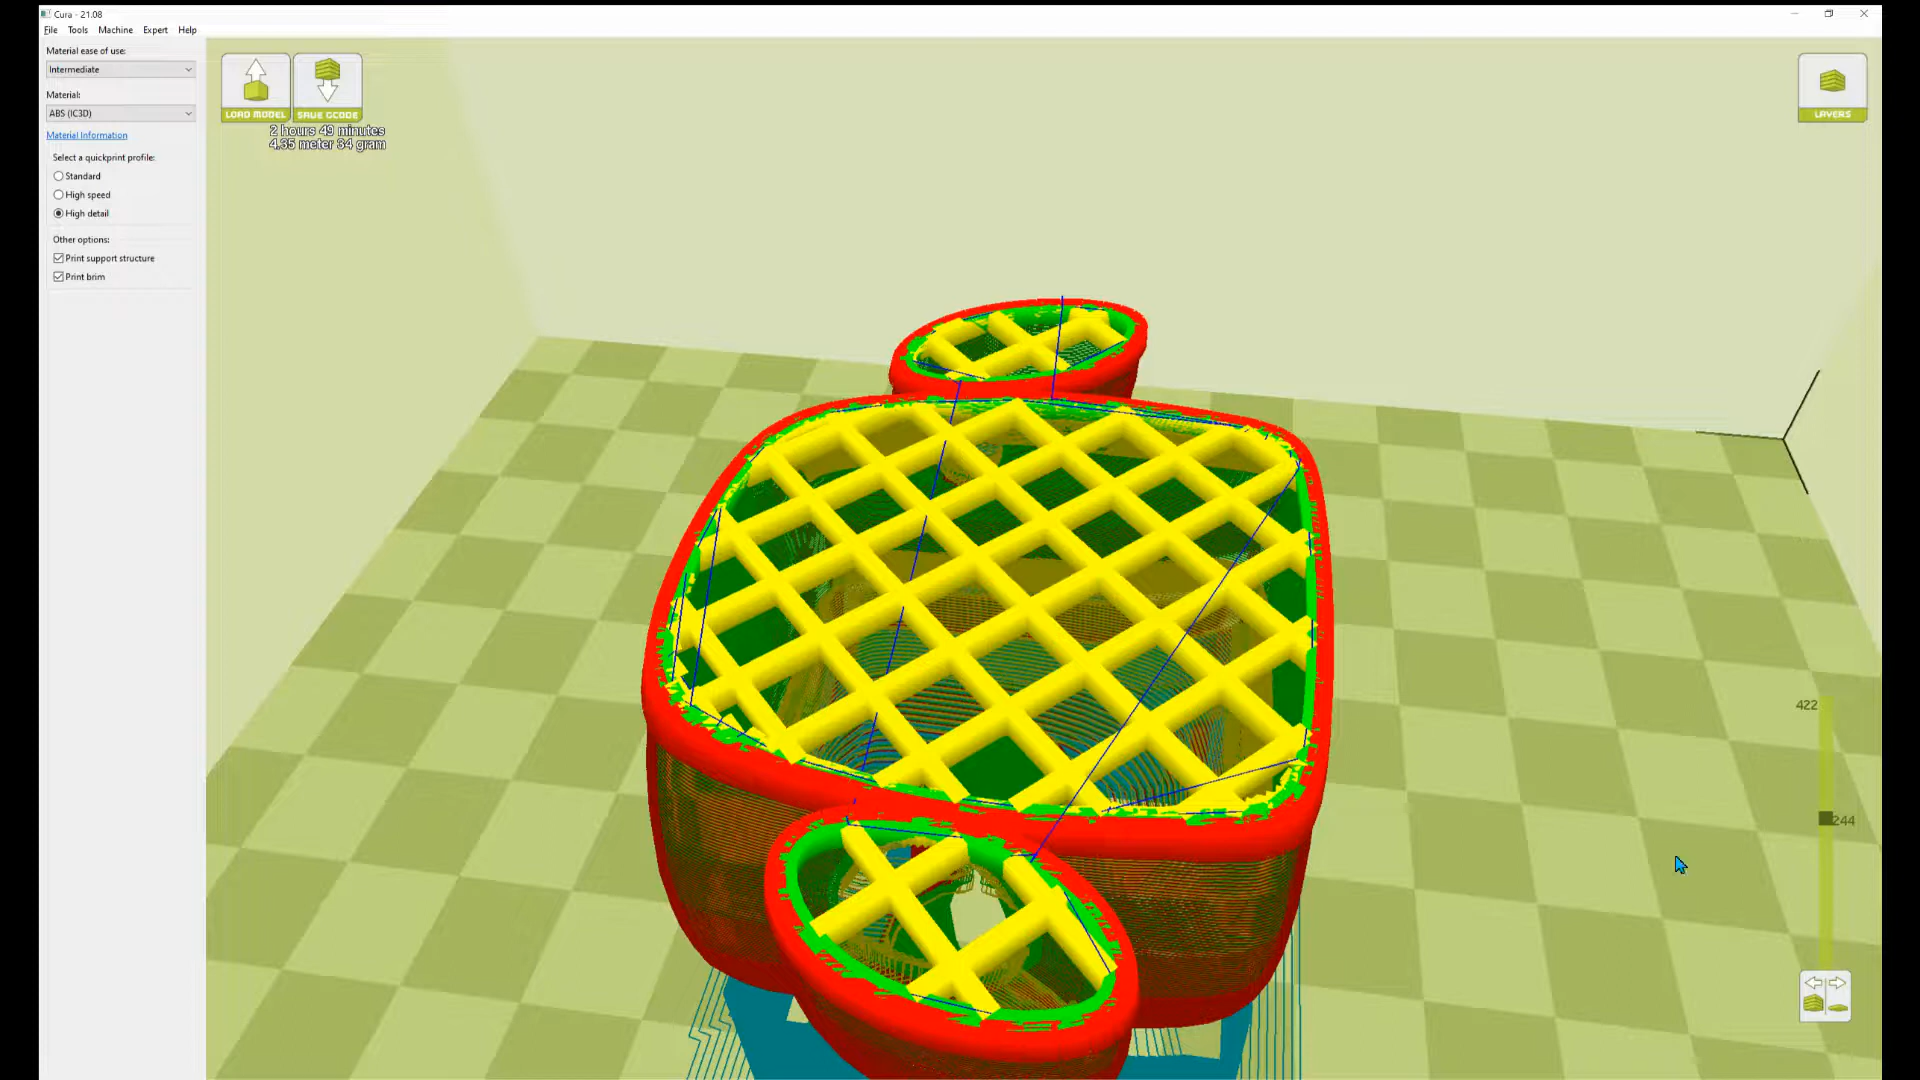 Cura - 21.08
File Tools Machine Expert Help
Material ease of use:
Intermediate
Material:
ABS (IC3D)
Material Information
Select a quickprint profile:
Standard
High speed
High detail
Other options:
Print support structure
Print brim
LOAD MODEL
SAVE GCODE
2 hours 49 minutes
4.35 meter 34 gram
LAYERS
422
244